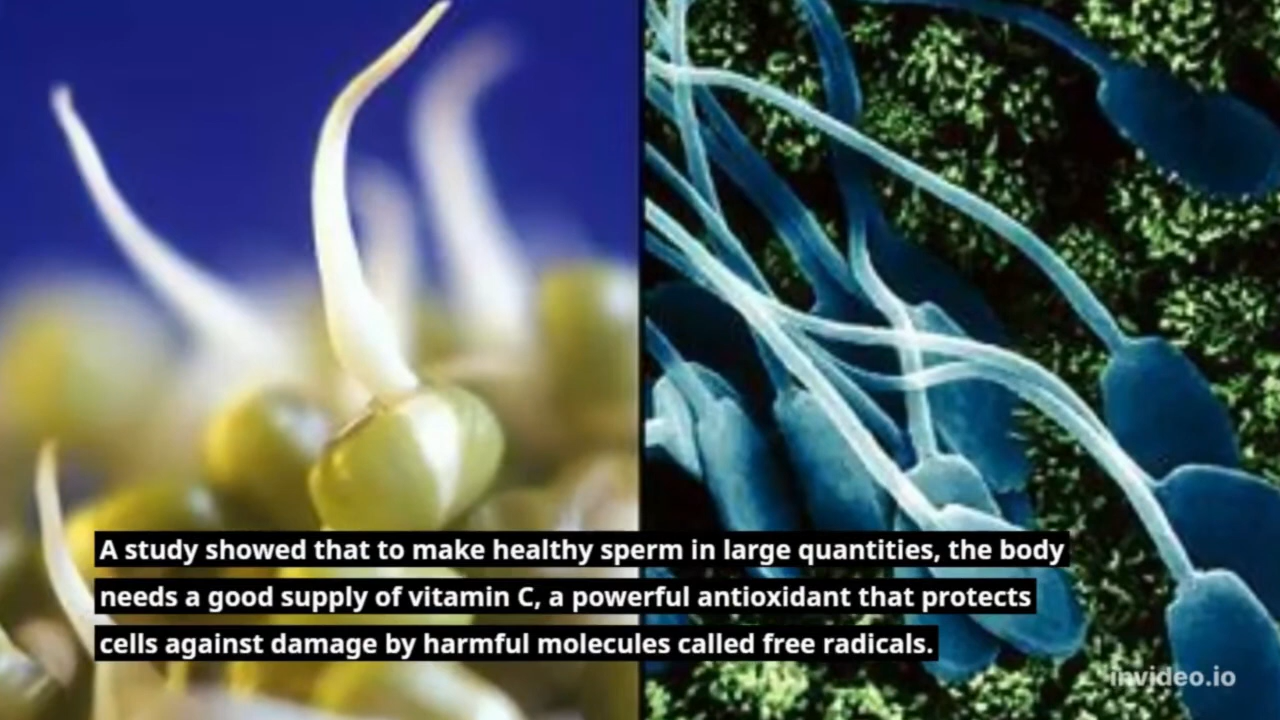 A study showed that to make healthy sperm in large quantities, the body
needs a good supply of vitamin C, a powerful antioxidant that protects
cells against damage by harmful molecules called free radicals.
invideo.io